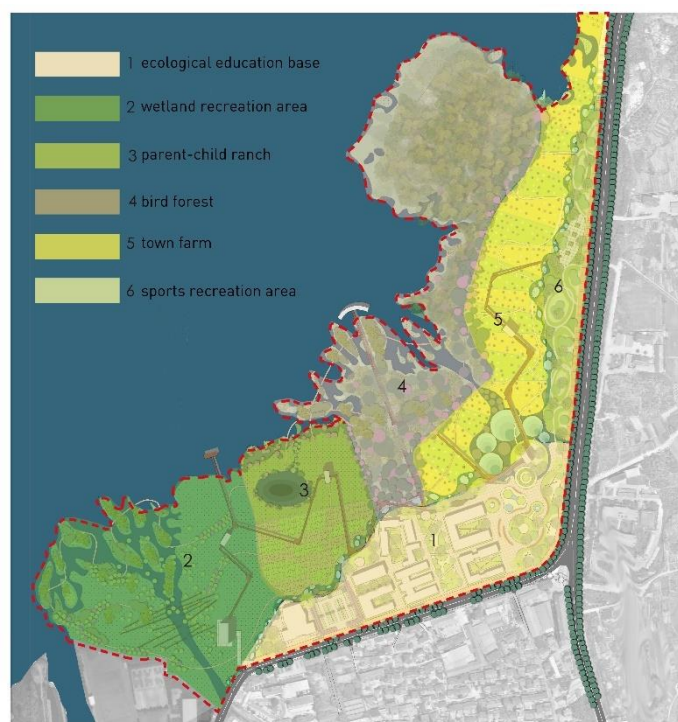 1 ecological education base
2 wetland recreation area
3 parent-child ranch
4 bird forest
5 town farm
6 sports recreation area
6
5
4
3
1
2